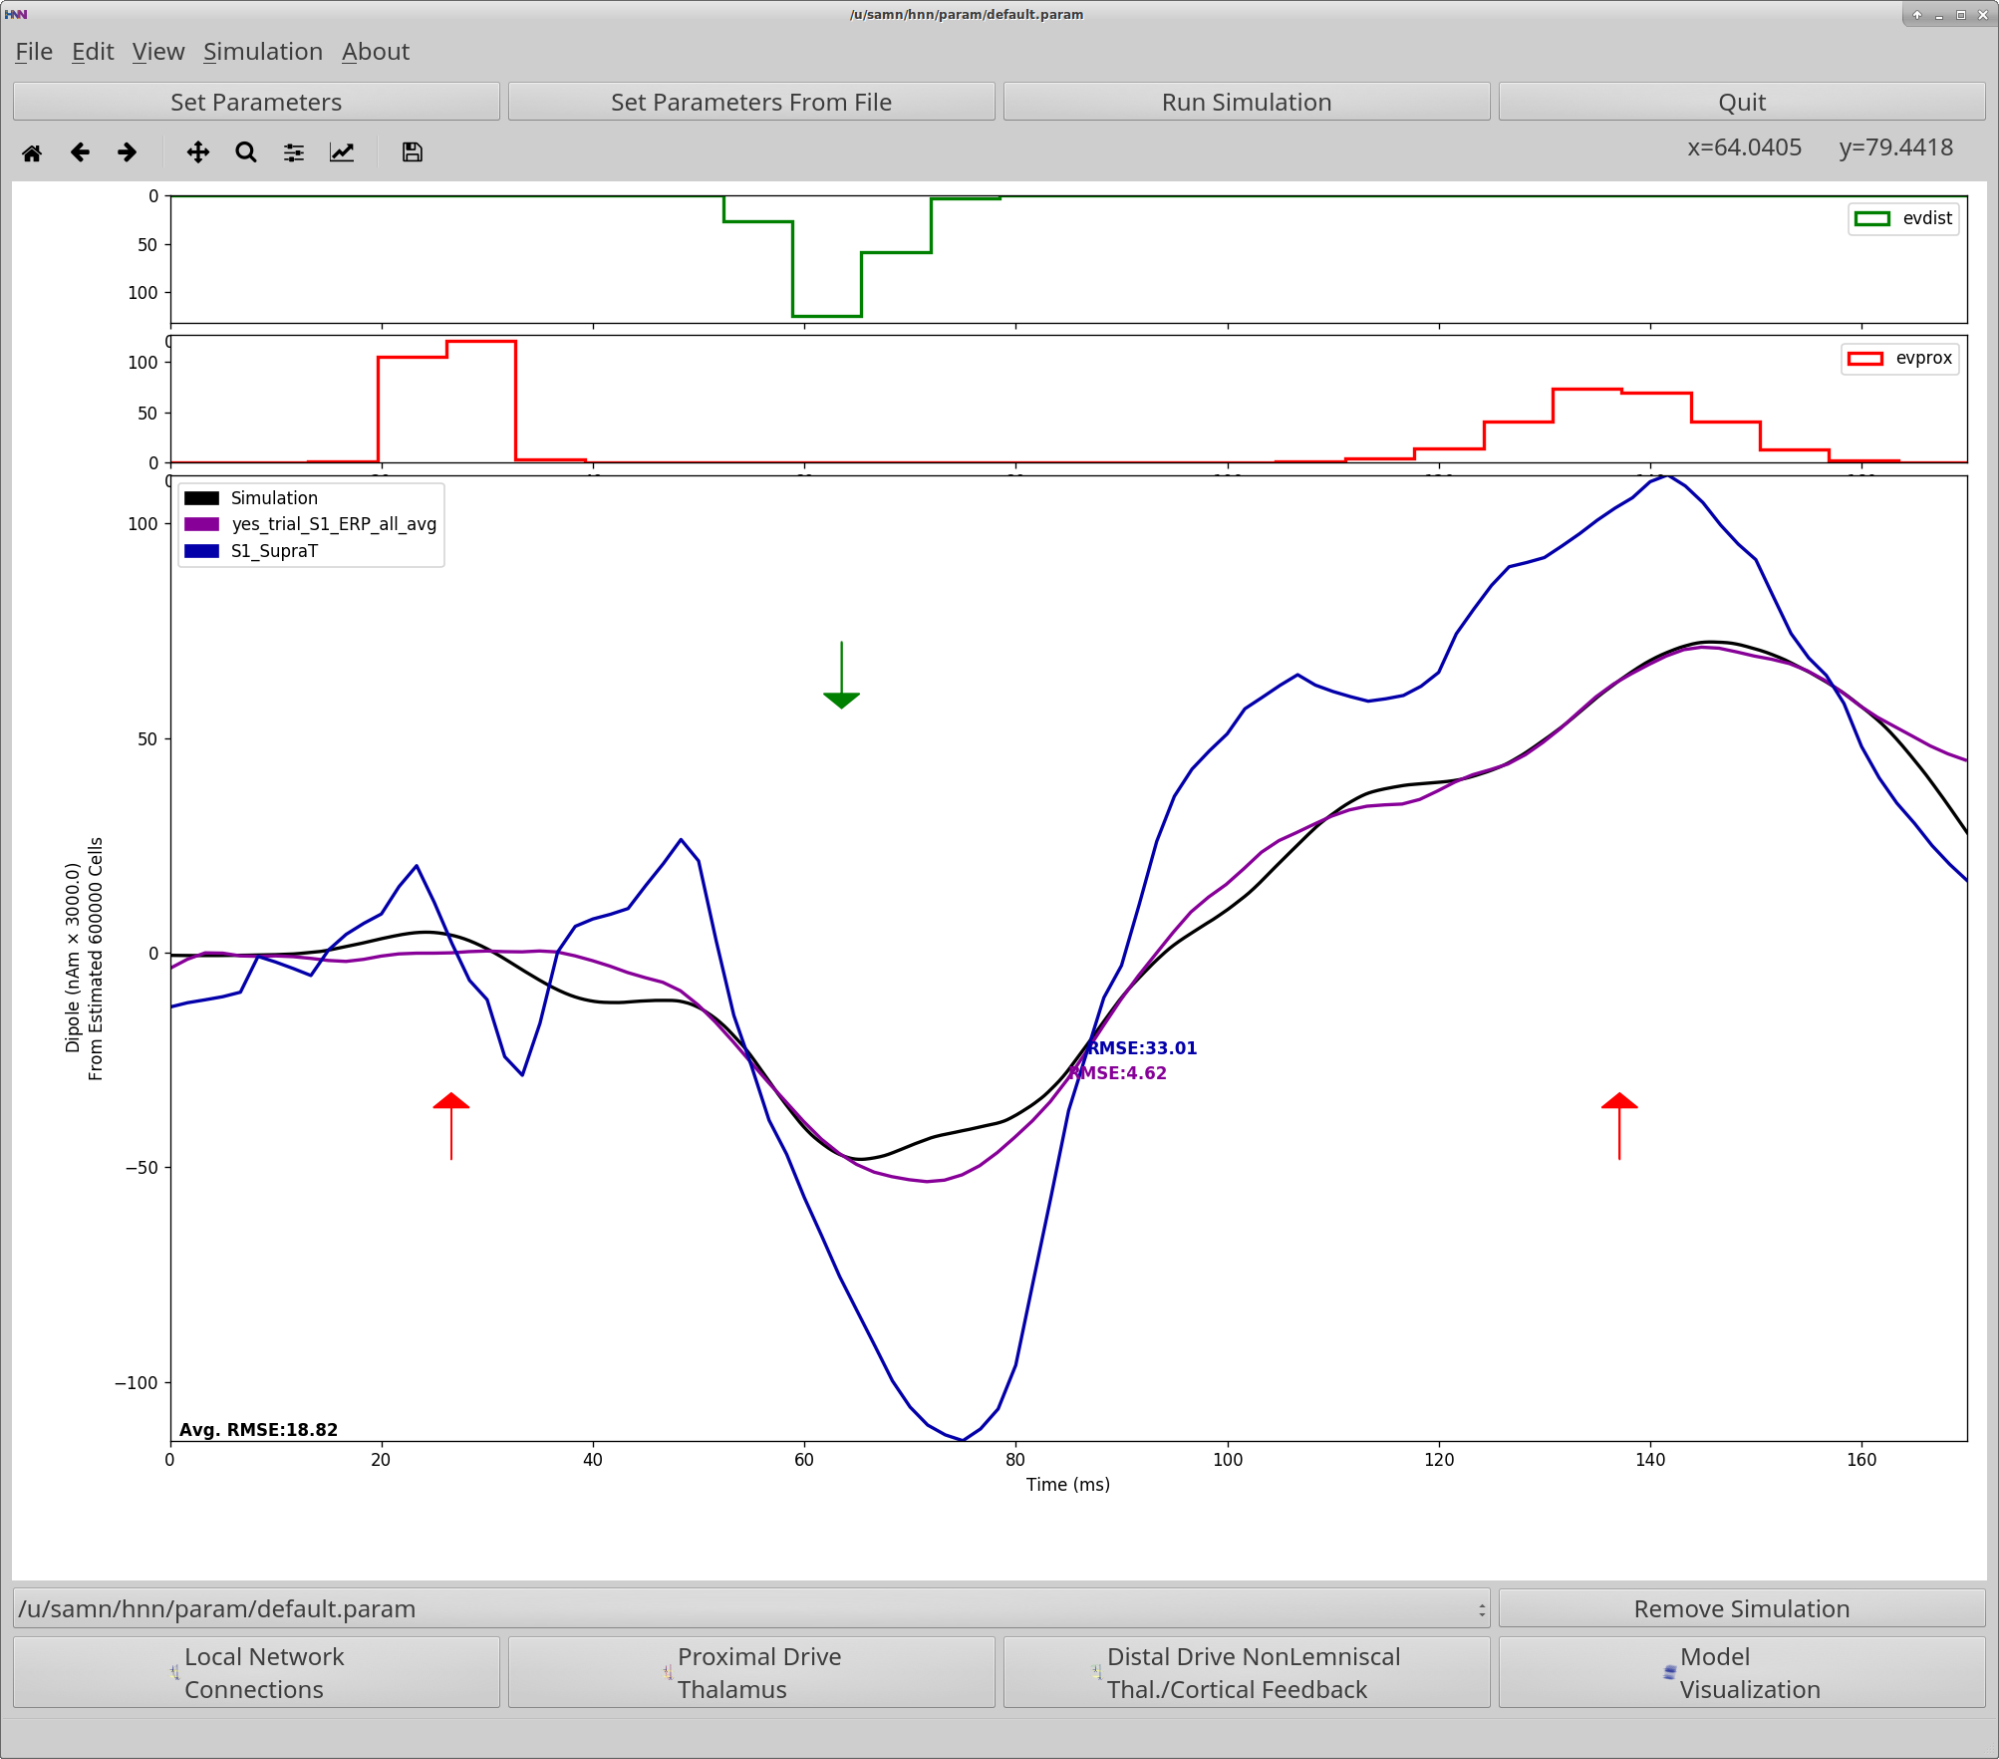 HNN
/u/samn/hnn/param/default.param
File Edit View Simulation About
Set Parameters Set Parameters From File Run Simulation Quit
x=64.0405 y=79.4418
0
50
100
evdist
100
50
0
evprox
Simulation
yes_trial_S1_ERP_all_avg
S1_SupraT
100
50
0
−50
−100
Dipole (nAm × 3000.0)
From Estimated 600000 Cells
RMSE:33.01
RMSE:4.62
Avg. RMSE:18.82
0 20 40 60 80 100 120 140 160
Time (ms)
/u/samn/hnn/param/default.param
Remove Simulation
Local Network
Connections
Proximal Drive
Thalamus
Distal Drive NonLemniscal
Thal./Cortical Feedback
Model
Visualization